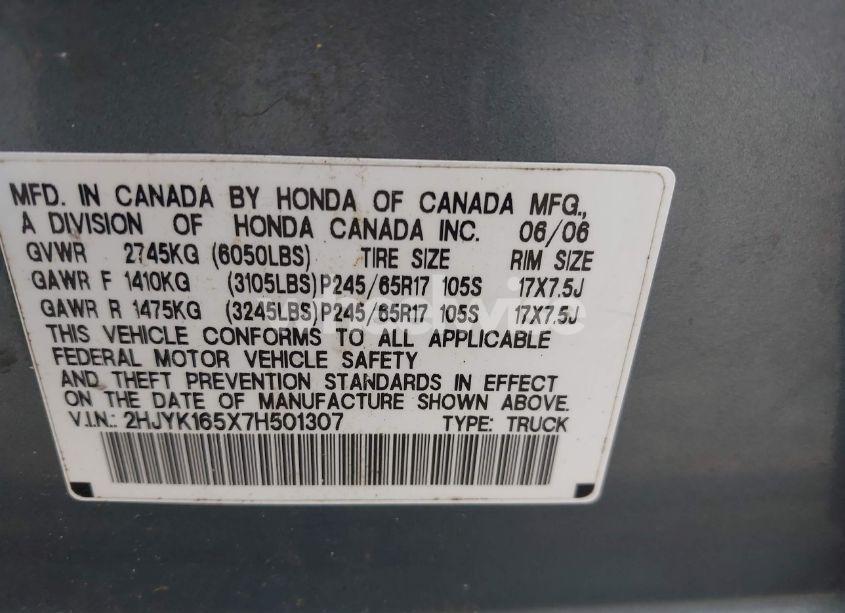 MFD. IN CANADA BY HONDA OF CANADA MFG.,
A DIVISION OF HONDA CANADA INC. 06/06
GVWR 2745KG (6050LBS) TIRE SIZE RIM SIZE
GAWR F 1410KG (3105LBS) P245/65R17 105S 17X7.5J
GAWR R 1475KG (3245LBS) P245/65R17 105S 17X7.5J
THIS VEHICLE CONFORMS TO ALL APPLICABLE
FEDERAL MOTOR VEHICLE SAFETY
AND THEFT PREVENTION STANDARDS IN EFFECT
ON THE DATE OF MANUFACTURE SHOWN ABOVE.
V.I.N.: 2HJYK165X7H501307 TYPE: TRUCK